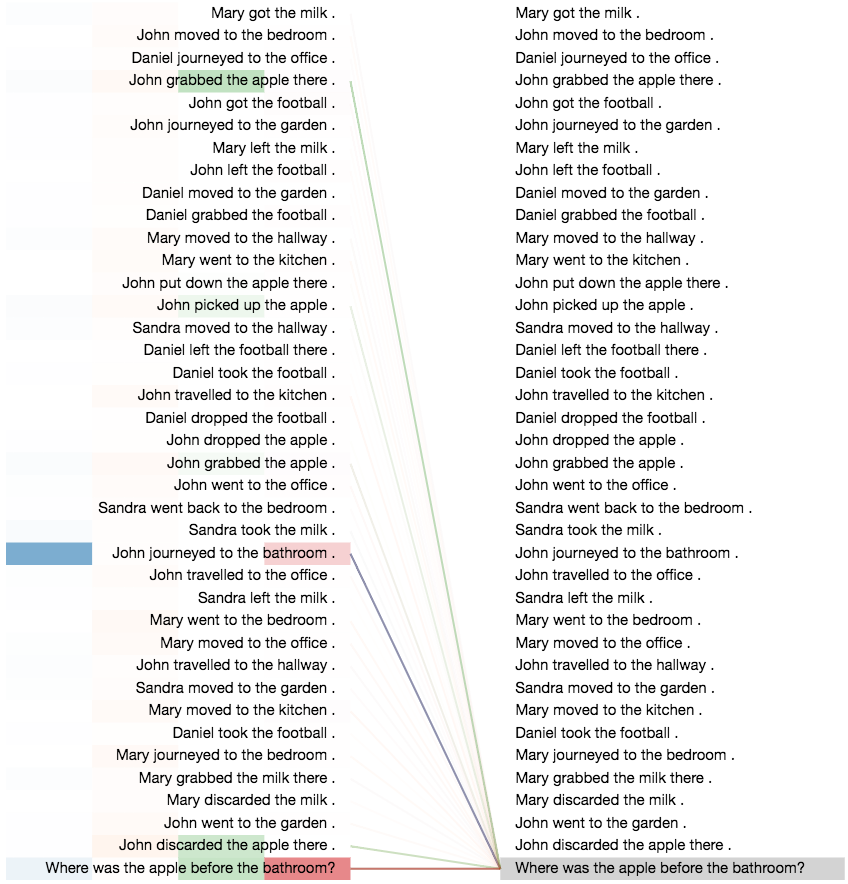 Mary got the milk . Mary got the milk .
John moved to the bedroom . John moved to the bedroom .
Daniel journeyed to the office . Daniel journeyed to the office .
John grabbed the apple there . John grabbed the apple there .
John got the football . John got the football .
John journeyed to the garden . John journeyed to the garden .
Mary left the milk . Mary left the milk .
John left the football . John left the football .
Daniel moved to the garden . Daniel moved to the garden .
Daniel grabbed the football . Daniel grabbed the football .
Mary moved to the hallway . Mary moved to the hallway .
Mary went to the kitchen . Mary went to the kitchen .
John put down the apple there . John put down the apple there .
John picked up the apple . John picked up the apple .
Sandra moved to the hallway . Sandra moved to the hallway .
Daniel left the football there . Daniel left the football there .
Daniel took the football . Daniel took the football .
John travelled to the kitchen . John travelled to the kitchen .
Daniel dropped the football . Daniel dropped the football .
John dropped the apple . John dropped the apple .
John grabbed the apple . John grabbed the apple .
John went to the office . John went to the office .
Sandra went back to the bedroom . Sandra went back to the bedroom .
Sandra took the milk . Sandra took the milk .
John journeyed to the bathroom . John journeyed to the bathroom .
John travelled to the office . John travelled to the office .
Sandra left the milk . Sandra left the milk .
Mary went to the bedroom . Mary went to the bedroom .
Mary moved to the office . Mary moved to the office .
John travelled to the hallway . John travelled to the hallway .
Sandra moved to the garden . Sandra moved to the garden .
Mary moved to the kitchen . Mary moved to the kitchen .
Daniel took the football . Daniel took the football .
Mary journeyed to the bedroom . Mary journeyed to the bedroom .
Mary grabbed the milk there . Mary grabbed the milk there .
Mary discarded the milk . Mary discarded the milk .
John went to the garden . John went to the garden .
John discarded the apple there . John discarded the apple there .
Where was the apple before the bathroom? Where was the apple before the bathroom?